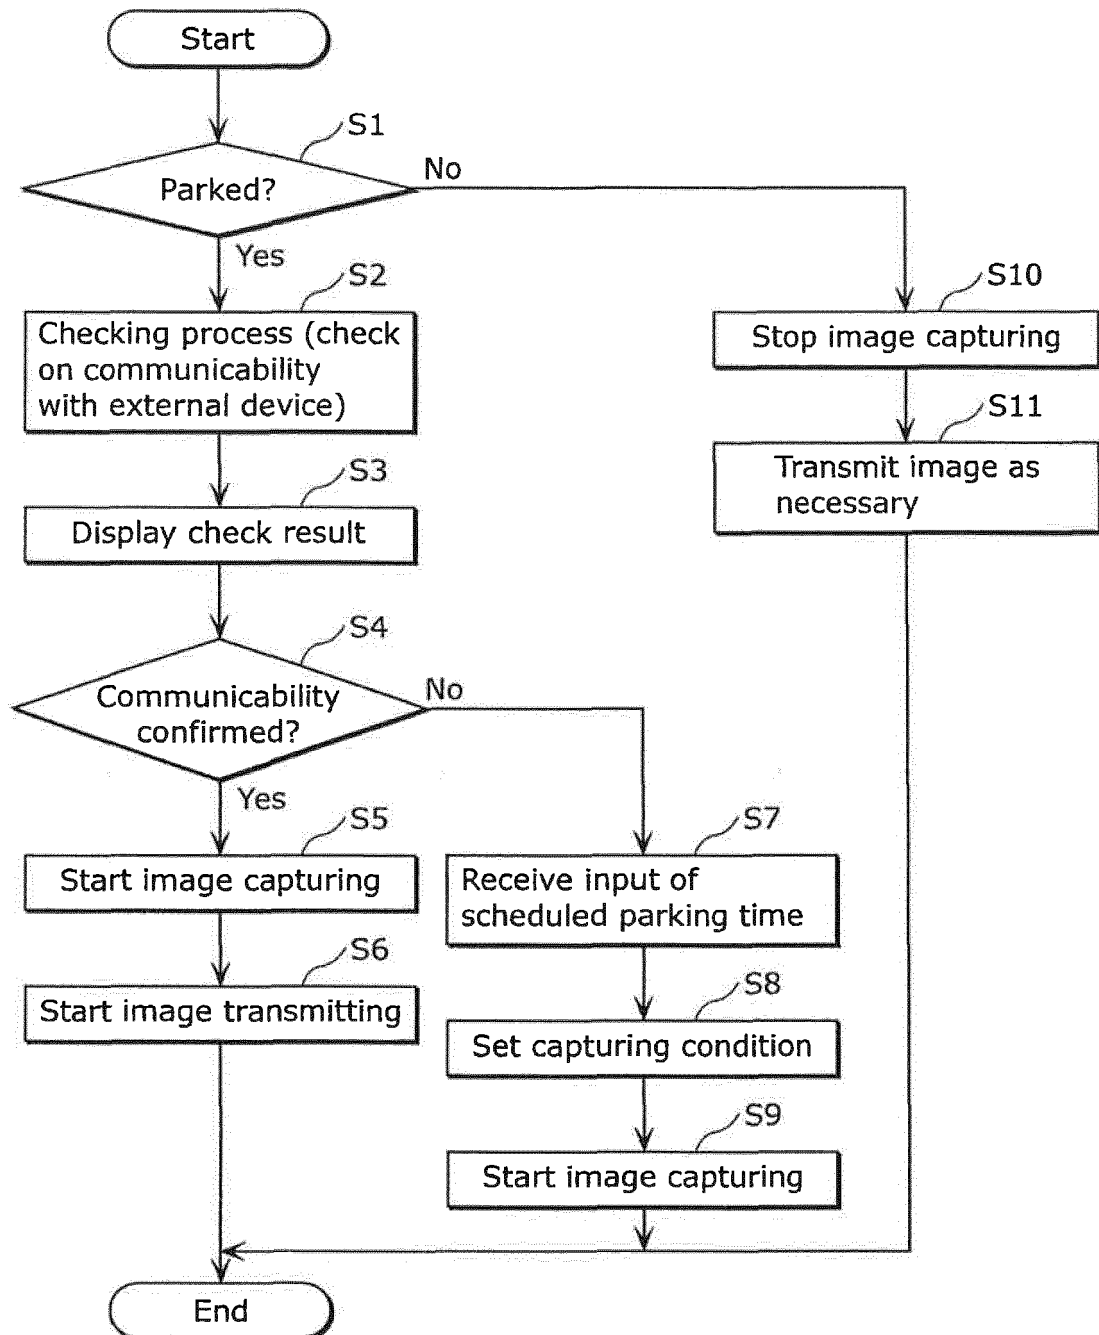 Start
S1
Parked?
No
Yes
S2
Checking process (check
on communicability
with external device)
S10
Stop image capturing
S11
Transmit image as
necessary
S3
Display check result
S4
Communicability
confirmed?
No
Yes
S5
Start image capturing
S6
Start image transmitting
S7
Receive input of
scheduled parking time
S8
Set capturing condition
S9
Start image capturing
End